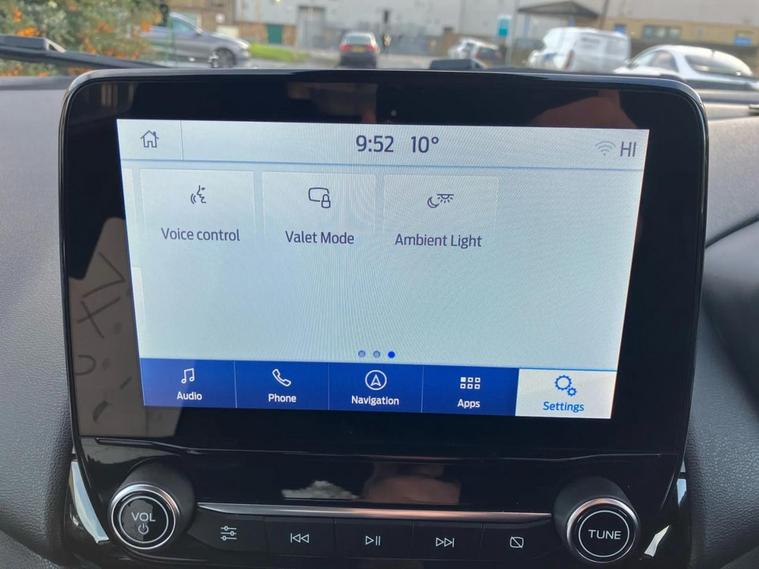 9:52 10° HI
Voice control Valet Mode Ambient Light
Audio Phone Navigation Apps Settings
VOL TUNE